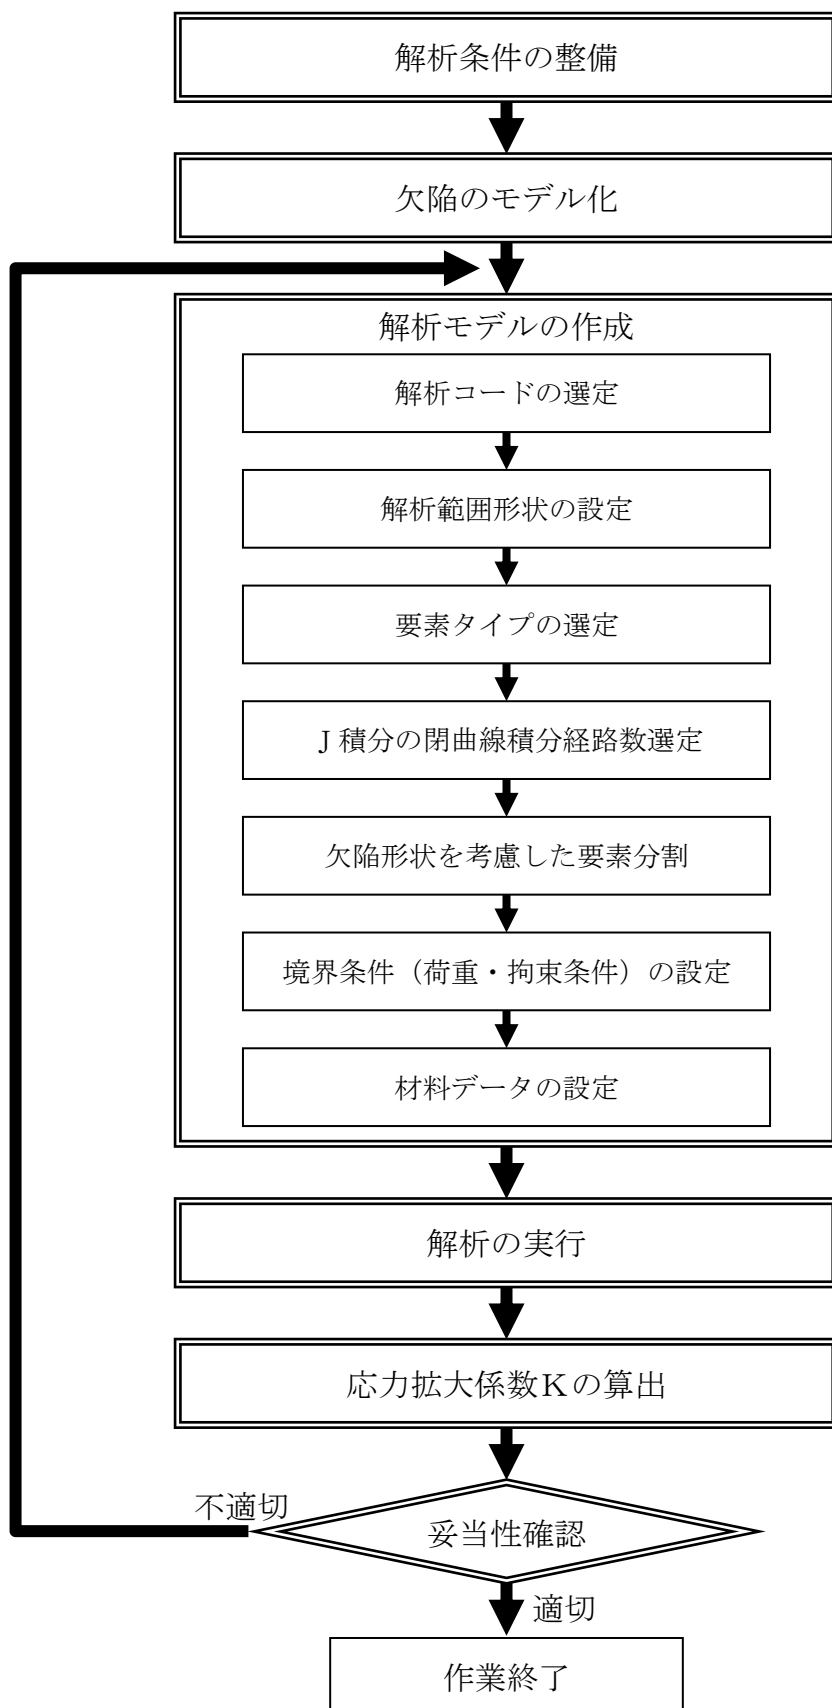 解析条件の整備
欠陥のモデル化
解析モデルの作成
解析コードの選定
解析範囲形状の設定
要素タイプの選定
J積分の閉曲線積分経路数選定
欠陥形状を考慮した要素分割
境界条件（荷重・拘束条件）の設定
材料データの設定
解析の実行
応力拡大係数Kの算出
不適切
妥当性確認
適切
作業終了